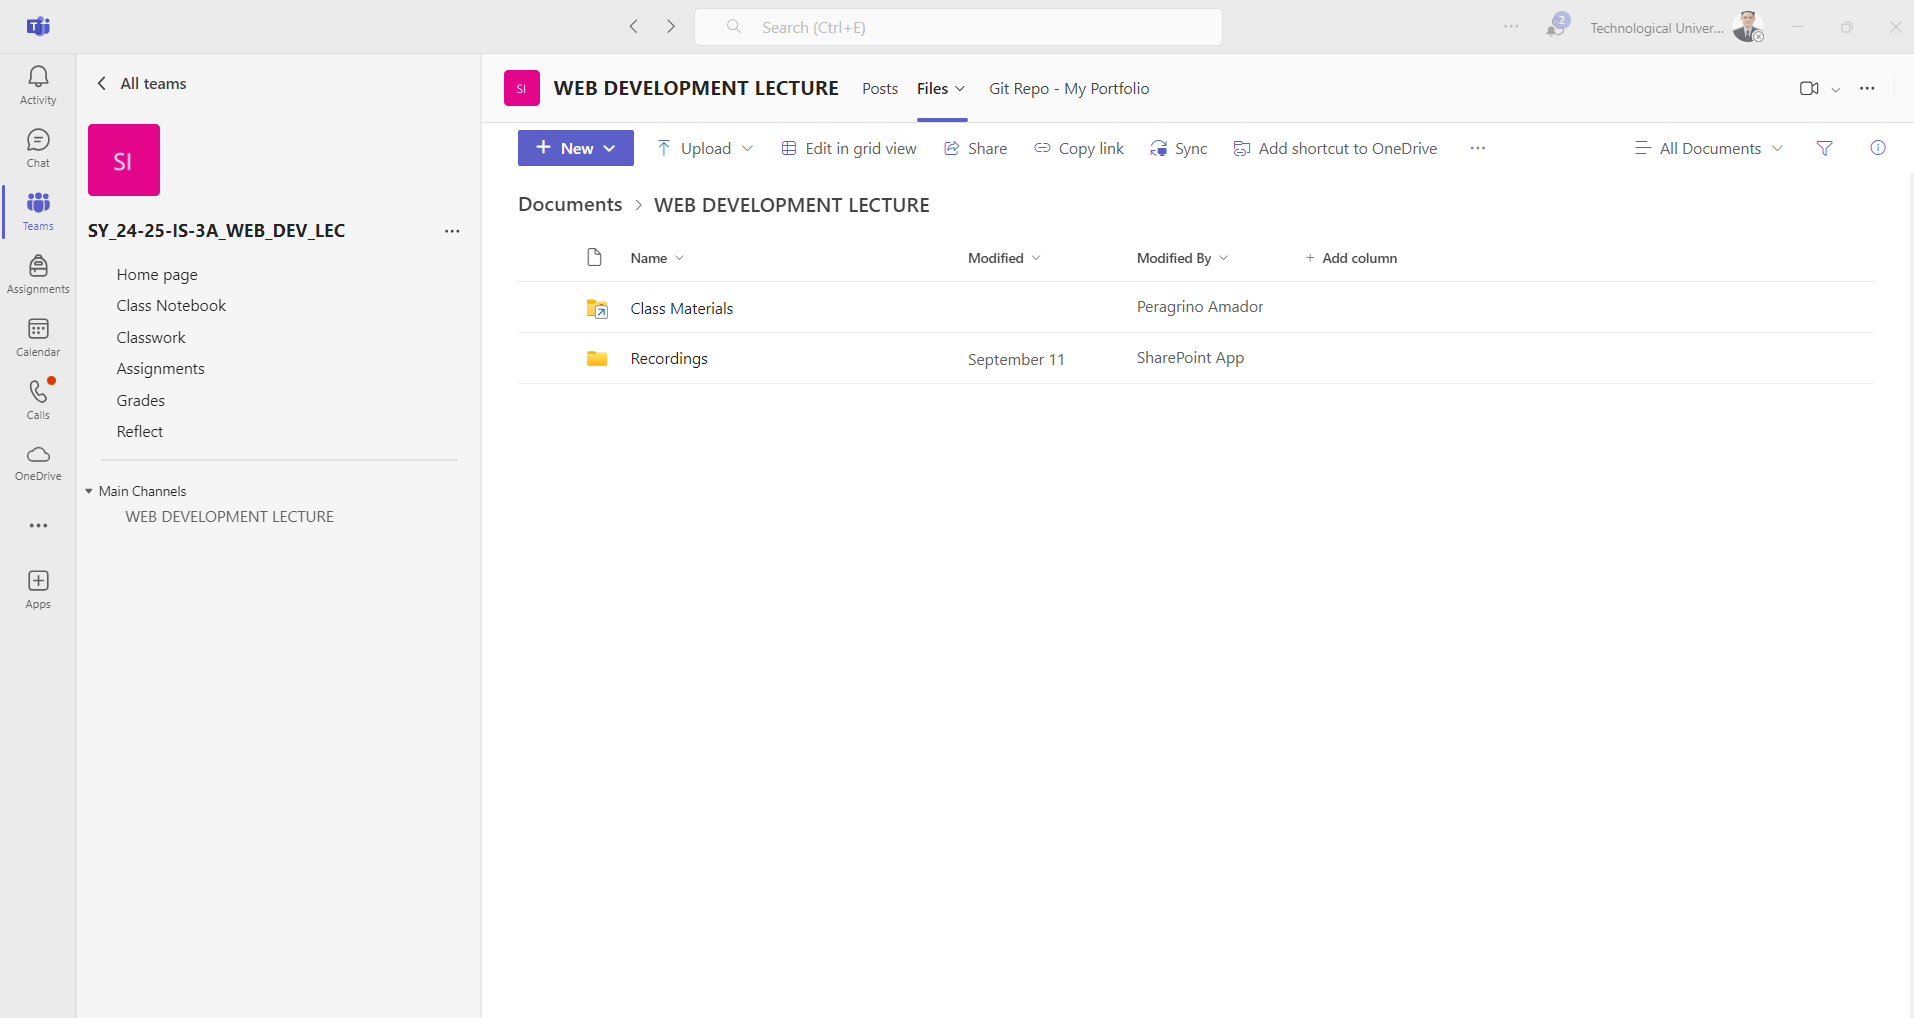 Search (Ctrl+E)
2
Technological Univer...
Activity
Chat
Teams
Assignments
Calendar
Calls
OneDrive
Apps
All teams
SI
SY_24-25-IS-3A_WEB_DEV_LEC
Home page
Class Notebook
Classwork
Assignments
Grades
Reflect
Main Channels
WEB DEVELOPMENT LECTURE
SI WEB DEVELOPMENT LECTURE Posts Files Git Repo - My Portfolio
New Upload Edit in grid view Share Copy link Sync Add shortcut to OneDrive All Documents
Documents > WEB DEVELOPMENT LECTURE
Name Modified Modified By + Add column
Class Materials Peragrino Amador
Recordings September 11 SharePoint App